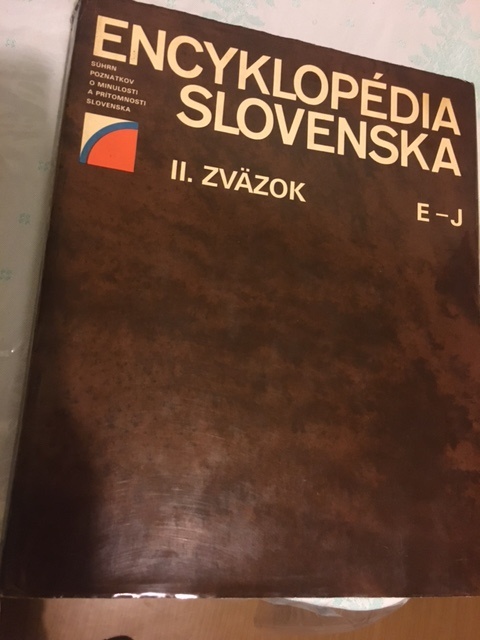 ENCYKLOPÉDIA
SLOVENSKA
SÚHRN
POZNATKOV
O MINULOSTI
A PRÍTOMNOSTI
SLOVENSKA
II. ZVÄZOK
E–J